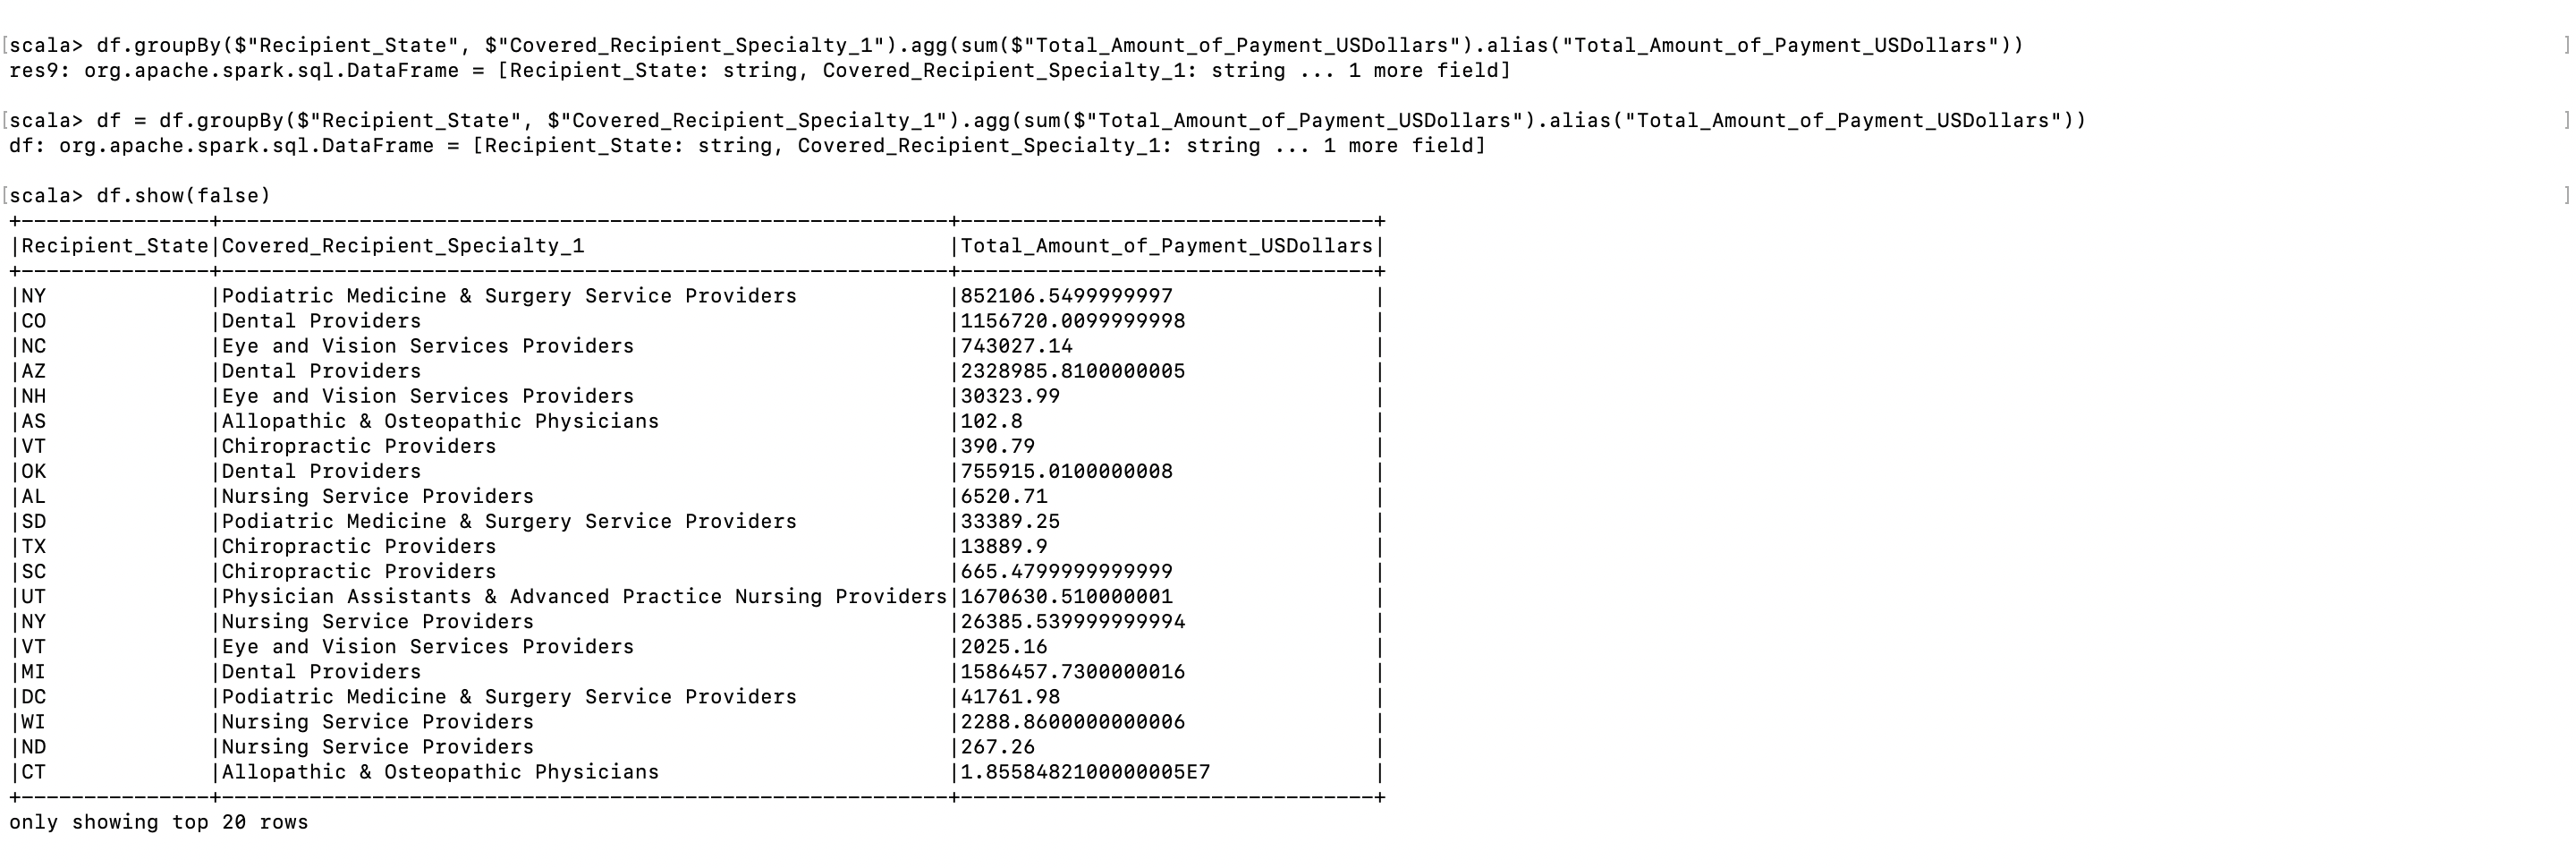 [scala> df.groupBy($"Recipient_State", $"Covered_Recipient_Specialty_1").agg(sum($"Total_Amount_of_Payment_USDollars").alias("Total_Amount_of_Payment_USDollars")) ]
res9: org.apache.spark.sql.DataFrame = [Recipient_State: string, Covered_Recipient_Specialty_1: string ... 1 more field]
[scala> df = df.groupBy($"Recipient_State", $"Covered_Recipient_Specialty_1").agg(sum($"Total_Amount_of_Payment_USDollars").alias("Total_Amount_of_Payment_USDollars")) ]
df: org.apache.spark.sql.DataFrame = [Recipient_State: string, Covered_Recipient_Specialty_1: string ... 1 more field]
[scala> df.show(false) ]
+---------------+----------------------------------------------------------+---------------------------------+
|Recipient_State|Covered_Recipient_Specialty_1                             |Total_Amount_of_Payment_USDollars|
+---------------+----------------------------------------------------------+---------------------------------+
|NY             |Podiatric Medicine & Surgery Service Providers            |852106.5499999997                |
|CO             |Dental Providers                                          |1156720.0099999998               |
|NC             |Eye and Vision Services Providers                         |743027.14                        |
|AZ             |Dental Providers                                          |2328985.8100000005               |
|NH             |Eye and Vision Services Providers                         |30323.99                         |
|AS             |Allopathic & Osteopathic Physicians                       |102.8                            |
|VT             |Chiropractic Providers                                    |390.79                           |
|OK             |Dental Providers                                          |755915.0100000008                |
|AL             |Nursing Service Providers                                 |6520.71                          |
|SD             |Podiatric Medicine & Surgery Service Providers            |33389.25                         |
|TX             |Chiropractic Providers                                    |13889.9                          |
|SC             |Chiropractic Providers                                    |665.4799999999999                |
|UT             |Physician Assistants & Advanced Practice Nursing Providers|1670630.510000001                |
|NY             |Nursing Service Providers                                 |26385.539999999994               |
|VT             |Eye and Vision Services Providers                         |2025.16                          |
|MI             |Dental Providers                                          |1586457.7300000016               |
|DC             |Podiatric Medicine & Surgery Service Providers            |41761.98                         |
|WI             |Nursing Service Providers                                 |2288.8600000000006               |
|ND             |Nursing Service Providers                                 |267.26                           |
|CT             |Allopathic & Osteopathic Physicians                       |1.8558482100000005E7             |
+---------------+----------------------------------------------------------+---------------------------------+
only showing top 20 rows